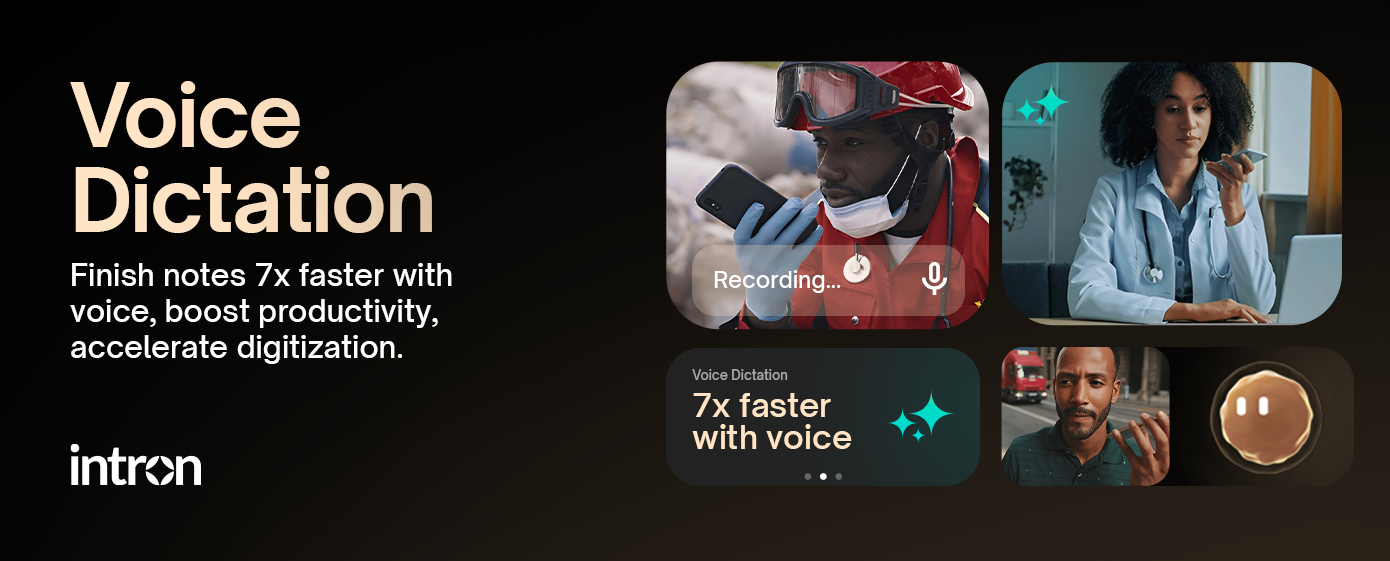 Voice
Dictation
Finish notes 7x faster with
voice, boost productivity,
accelerate digitization.
intron
Recording...
Voice Dictation
7x faster
with voice